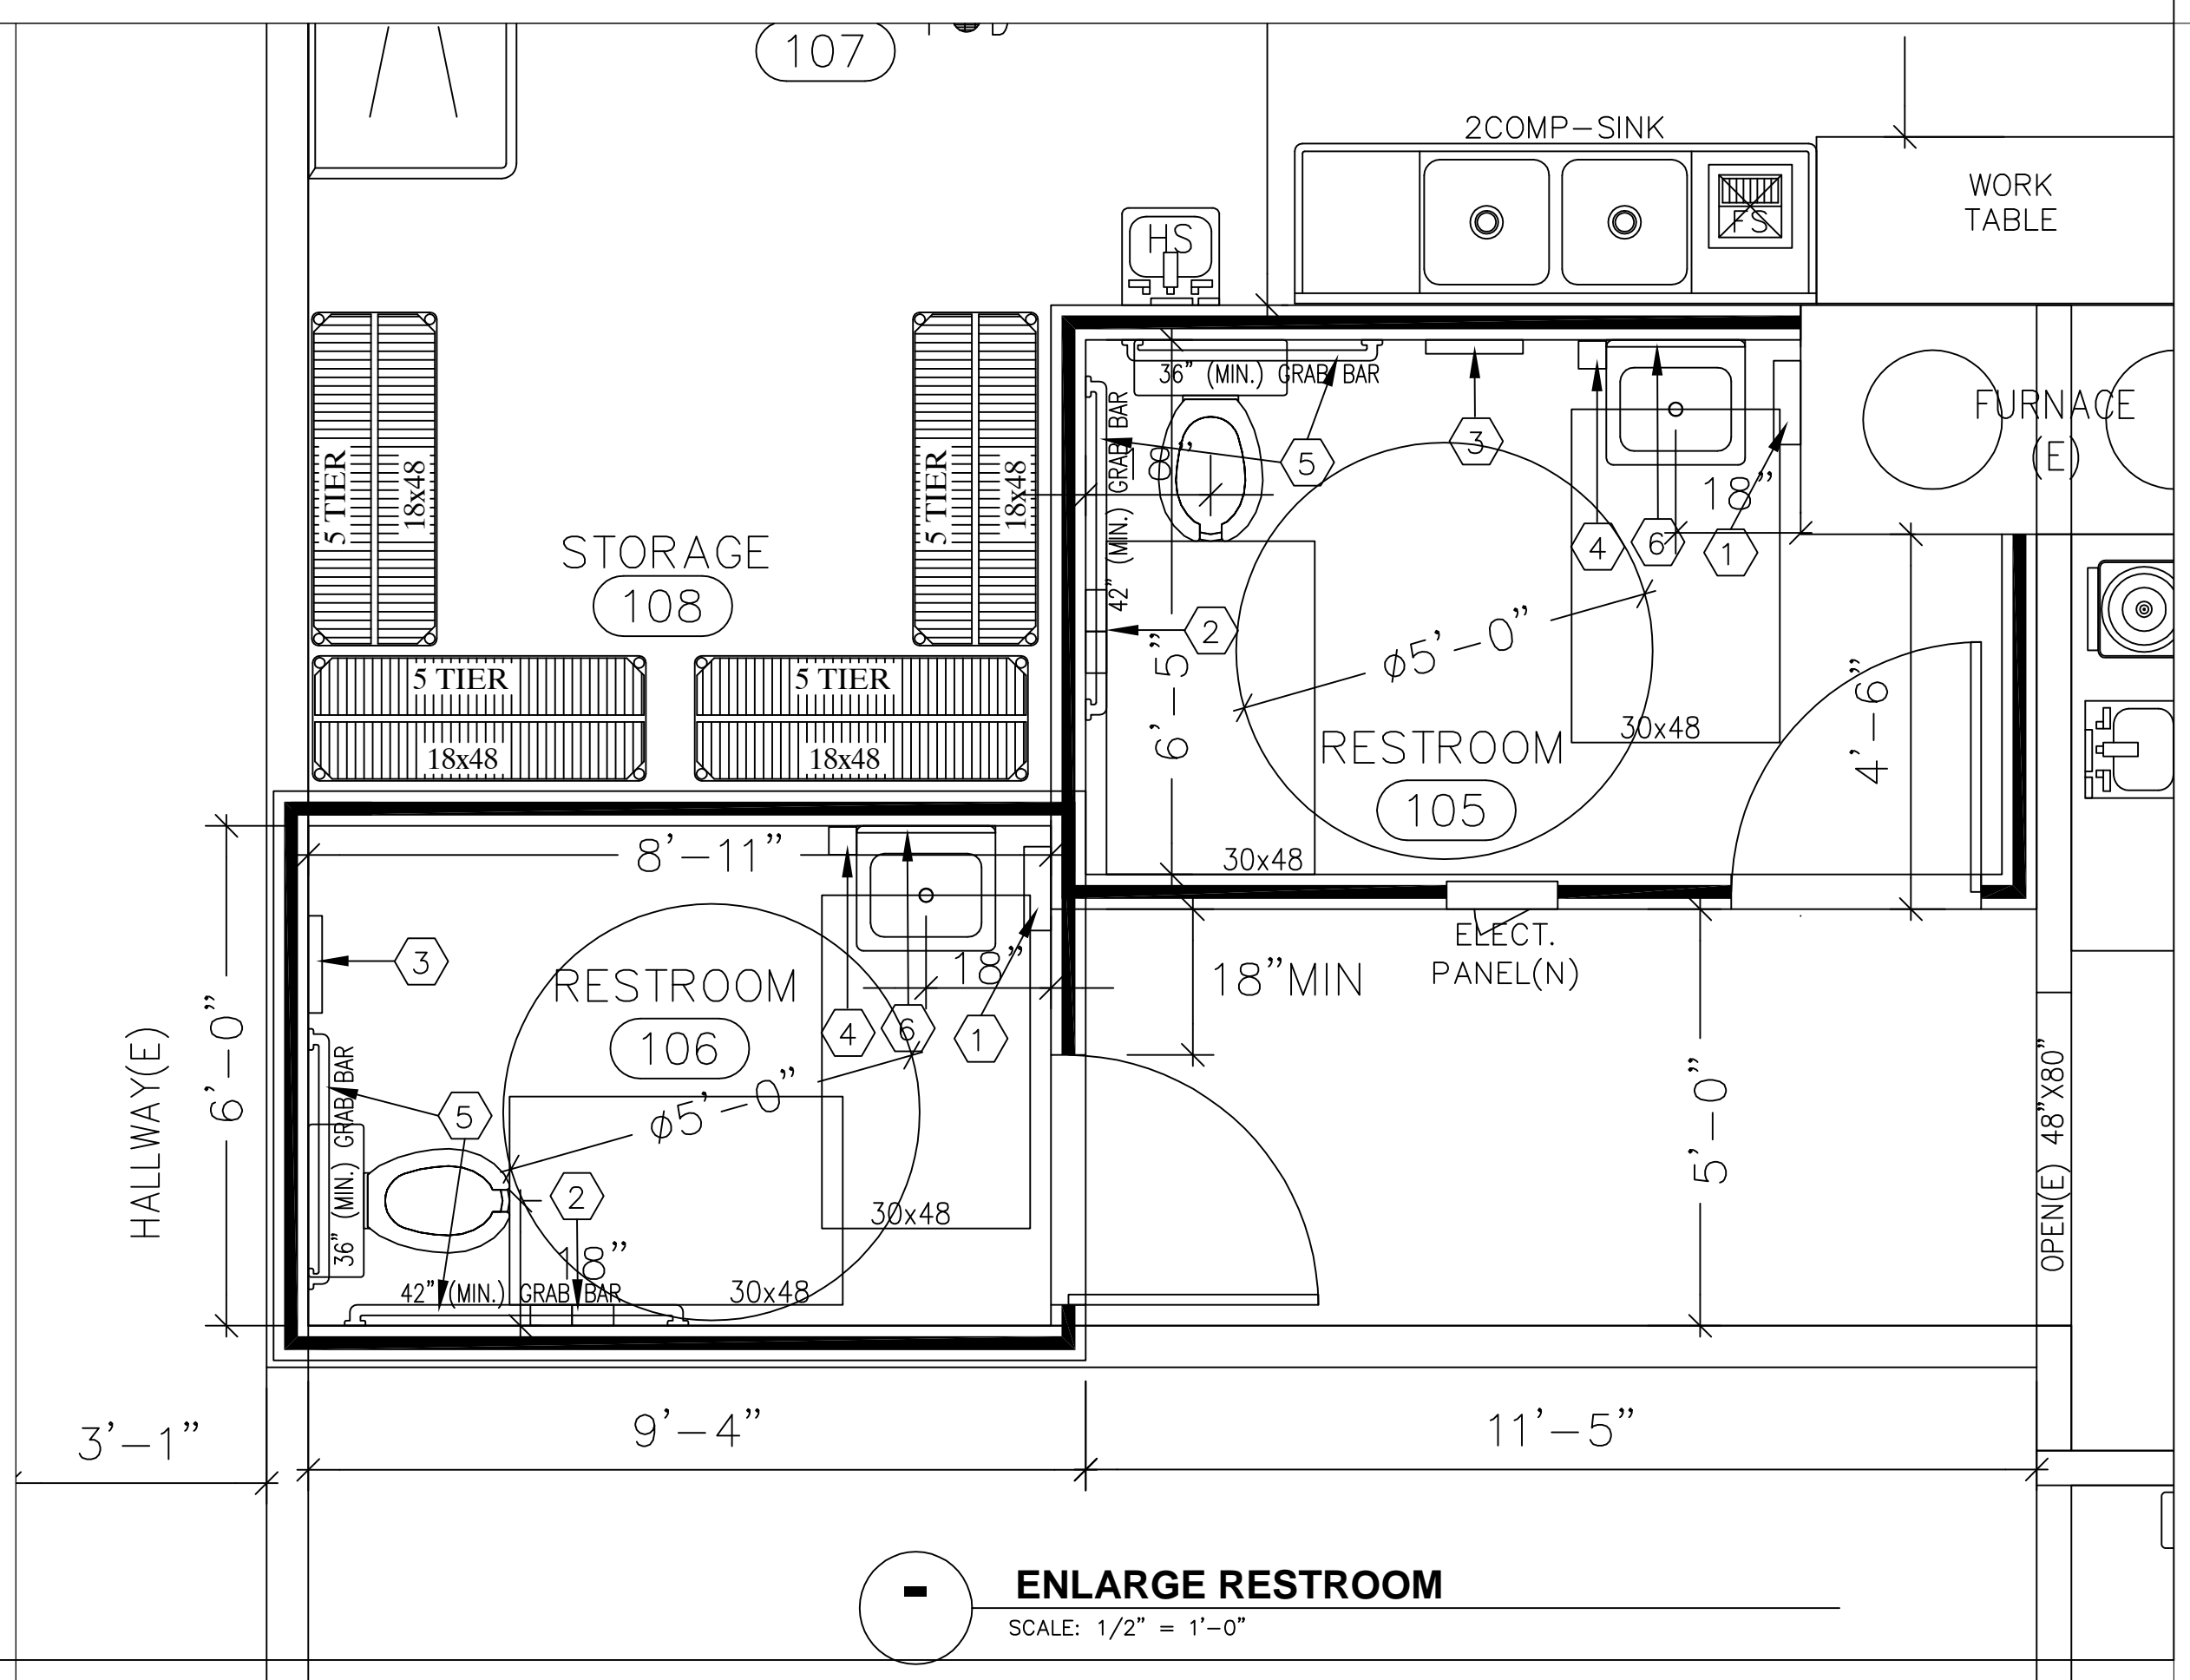 107
2COMP-SINK
WORK
TABLE
HS
FS
36” (MIN.) GRAB BAR
42” (MIN.) GRAB BAR
18”
5
3
4
6
1
18”
FURNACE
(E)
5 TIER
18x48
5 TIER
18x48
STORAGE
108
2
6’-5”
ϕ5’-0”
4’-6”
5 TIER
18x48
5 TIER
18x48
RESTROOM
105
30x48
30x48
8’-11”
ELECT.
PANEL(N)
18”MIN
3
RESTROOM
106
18”
4
6
1
HALLWAY(E)
6’-0”
36” (MIN.) GRAB BAR
5
ϕ5’-0”
2
18”
30x48
42” (MIN.) GRAB BAR
30x48
5’-0”
OPEN(E) 48”X80”
3’-1”
9’-4”
11’-5”
-
ENLARGE RESTROOM
SCALE: 1/2” = 1’-0”